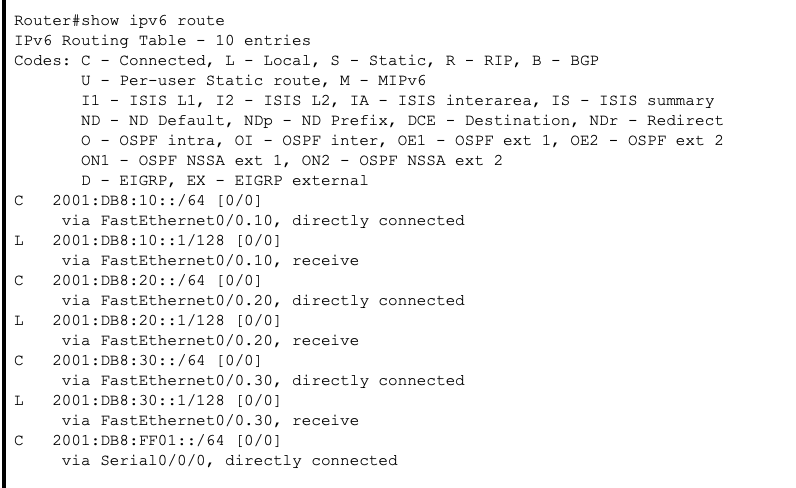 Router#show ipv6 route
IPv6 Routing Table - 10 entries
Codes: C - Connected, L - Local, S - Static, R - RIP, B - BGP
       U - Per-user Static route, M - MIPv6
       I1 - ISIS L1, I2 - ISIS L2, IA - ISIS interarea, IS - ISIS summary
       ND - ND Default, NDp - ND Prefix, DCE - Destination, NDr - Redirect
       O - OSPF intra, OI - OSPF inter, OE1 - OSPF ext 1, OE2 - OSPF ext 2
       ON1 - OSPF NSSA ext 1, ON2 - OSPF NSSA ext 2
       D - EIGRP, EX - EIGRP external
C   2001:DB8:10::/64 [0/0]
     via FastEthernet0/0.10, directly connected
L   2001:DB8:10::1/128 [0/0]
     via FastEthernet0/0.10, receive
C   2001:DB8:20::/64 [0/0]
     via FastEthernet0/0.20, directly connected
L   2001:DB8:20::1/128 [0/0]
     via FastEthernet0/0.20, receive
C   2001:DB8:30::/64 [0/0]
     via FastEthernet0/0.30, directly connected
L   2001:DB8:30::1/128 [0/0]
     via FastEthernet0/0.30, receive
C   2001:DB8:FF01::/64 [0/0]
     via Serial0/0/0, directly connected